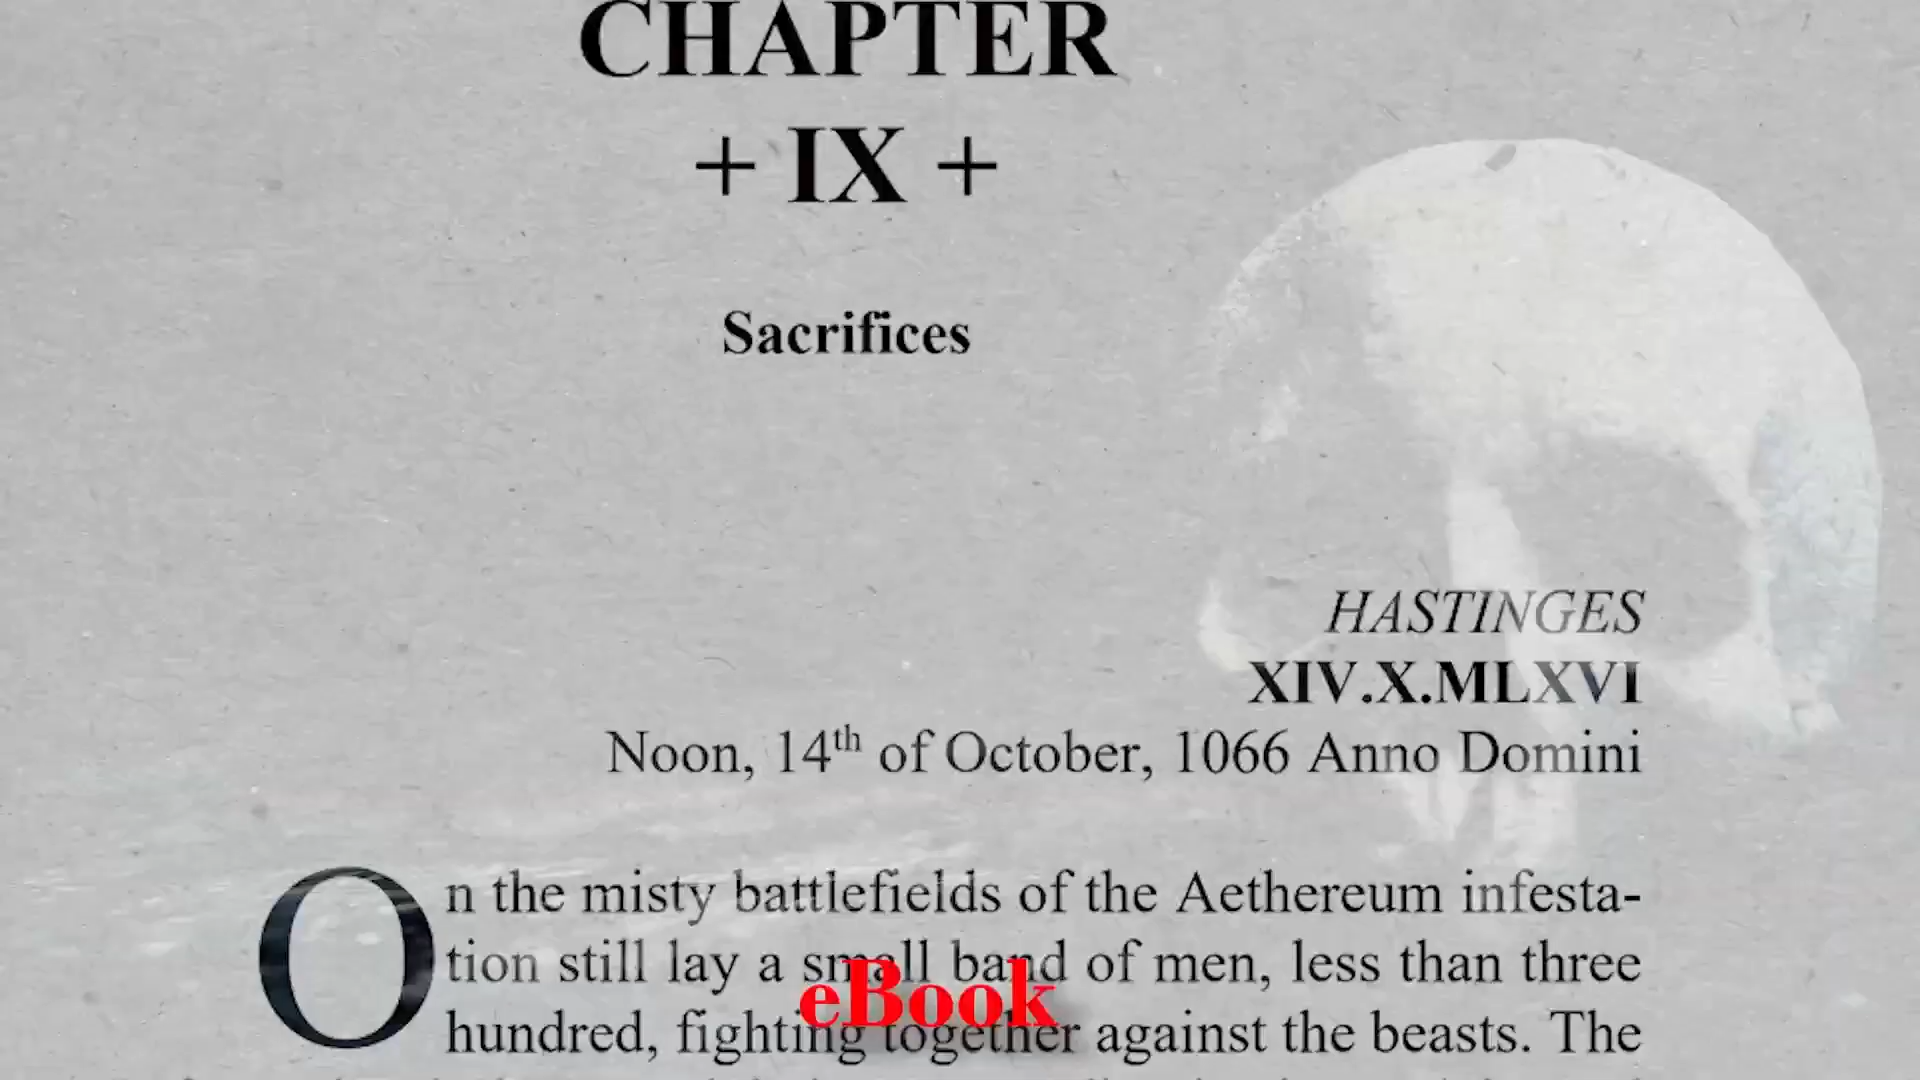 CHAPTER
+ IX +
Sacrifices
HASTINGES
XIV.X.MLXVI
Noon, 14th of October, 1066 Anno Domini
On the misty battlefields of the Aethereum infesta-
tion still lay a small band of men, less than three
hundred, fighting together against the beasts. The
eBook